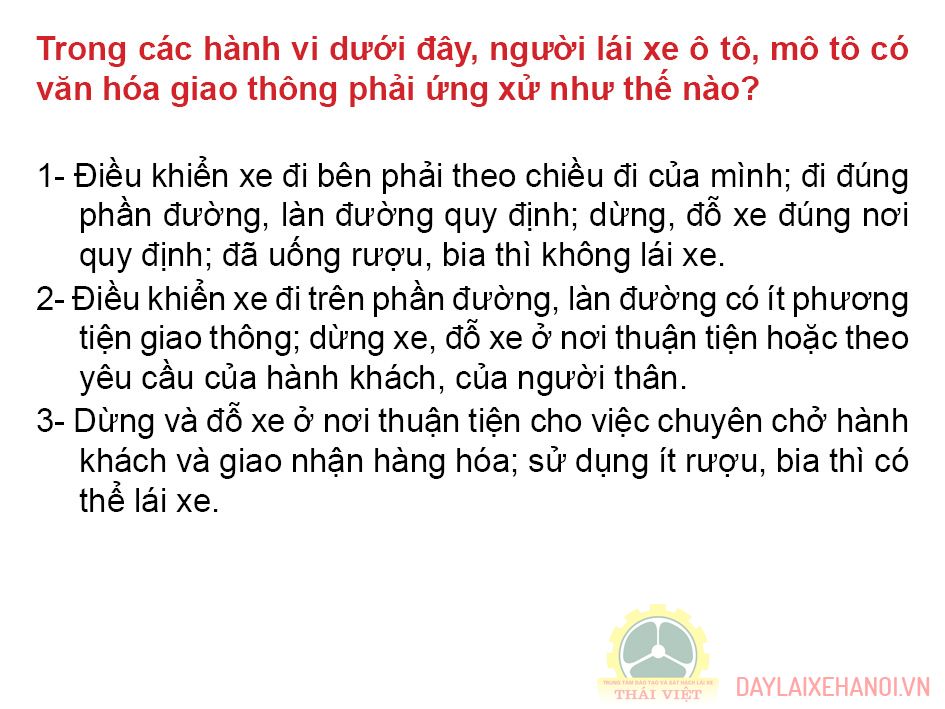 Trong các hành vi dưới đây, người lái xe ô tô, mô tô có
văn hóa giao thông phải ứng xử như thế nào?
1- Điều khiển xe đi bên phải theo chiều đi của mình; đi đúng
phần đường, làn đường quy định; dừng, đỗ xe đúng nơi
quy định; đã uống rượu, bia thì không lái xe.
2- Điều khiển xe đi trên phần đường, làn đường có ít phương
tiện giao thông; dừng xe, đỗ xe ở nơi thuận tiện hoặc theo
yêu cầu của hành khách, của người thân.
3- Dừng và đỗ xe ở nơi thuận tiện cho việc chuyên chở hành
khách và giao nhận hàng hóa; sử dụng ít rượu, bia thì có
thể lái xe.
TRUNG TÂM ĐÀO TẠO VÀ SÁT HẠCH LÁI XE
THÁI VIỆT
DAYLAIXEHANOI.VN